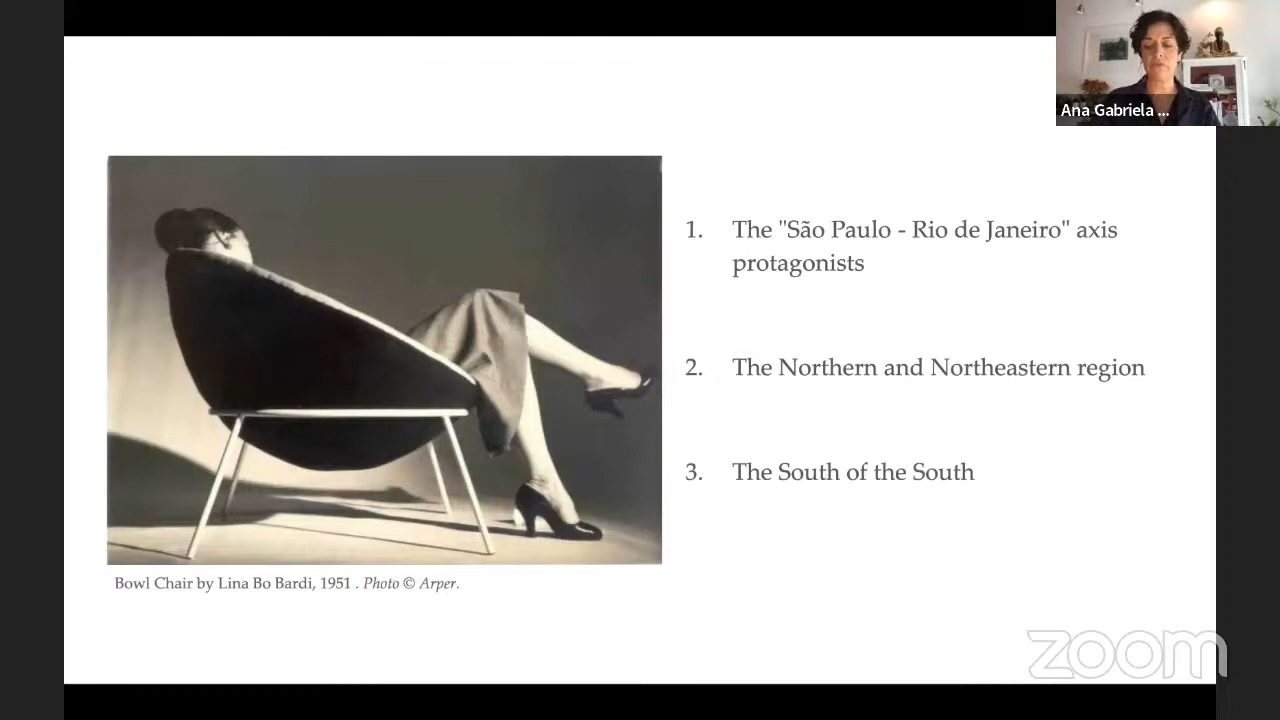 Ana Gabriela ...
1. The "São Paulo - Rio de Janeiro" axis
protagonists
2. The Northern and Northeastern region
3. The South of the South
Bowl Chair by Lina Bo Bardi, 1951 . Photo © Arper.
zoom